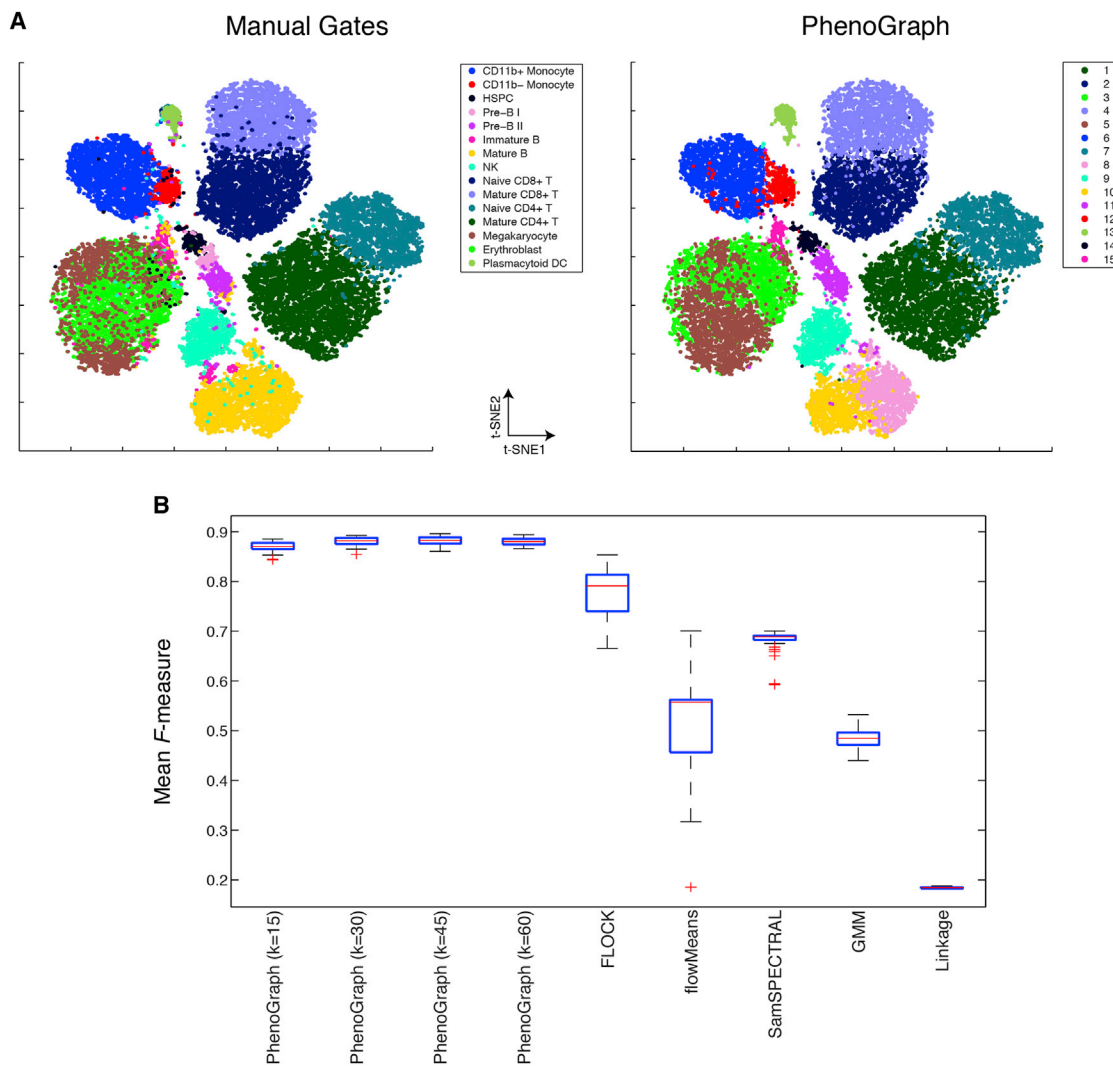 A
Manual Gates
PhenoGraph
CD11b+ Monocyte
CD11b− Monocyte
HSPC
Pre−B I
Pre−B II
Immature B
Mature B
NK
Naive CD8+ T
Mature CD8+ T
Naive CD4+ T
Mature CD4+ T
Megakaryocyte
Erythroblast
Plasmacytoid DC
t-SNE2
t-SNE1
1
2
3
4
5
6
7
8
9
10
11
12
13
14
15
B
Mean F-measure
0.9
0.8
0.7
0.6
0.5
0.4
0.3
0.2
PhenoGraph (k=15)
PhenoGraph (k=30)
PhenoGraph (k=45)
PhenoGraph (k=60)
FLOCK
flowMeans
SamSPECTRAL
GMM
Linkage